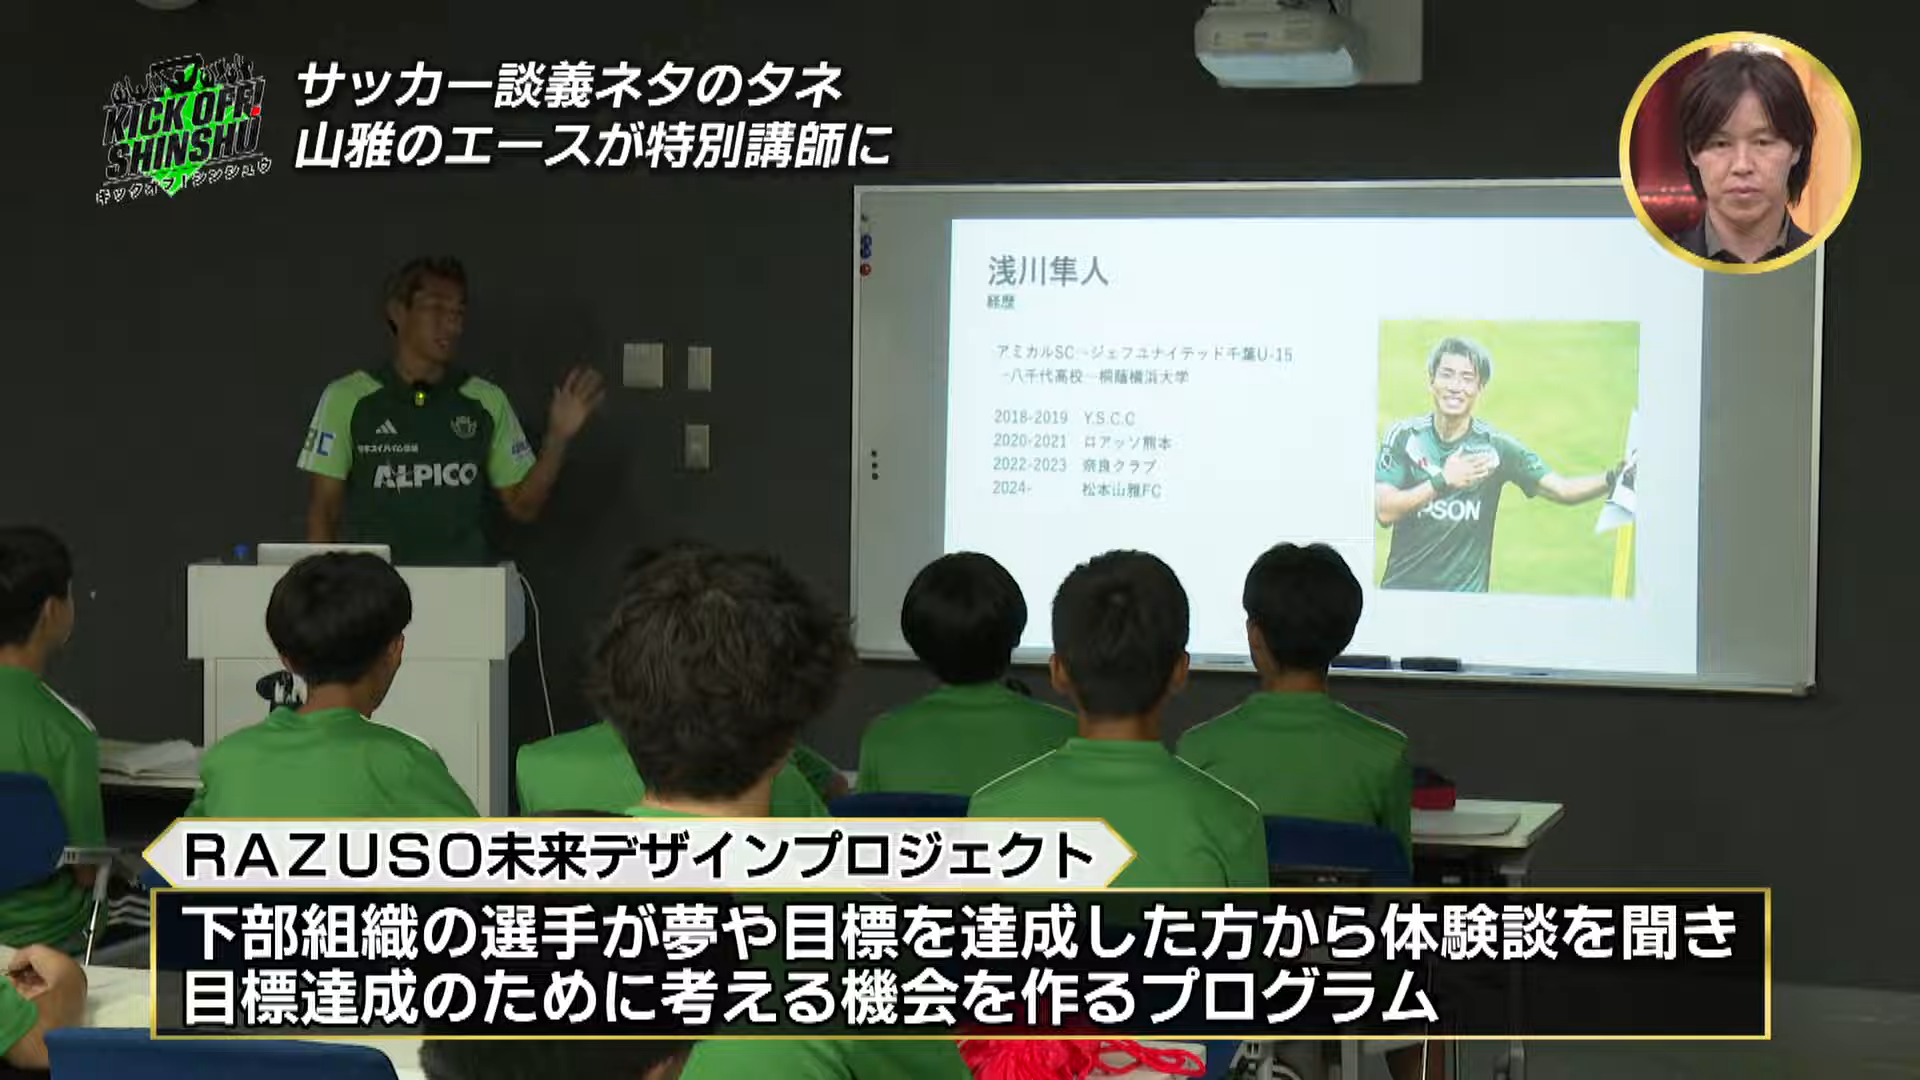 KICK OFF!
SHINSHU
キックオフ!シンシュウ
サッカー談義ネタのタネ
山雅のエースが特別講師に
浅川隼人
経歴
アミカルSC→ジェフユナイテッド千葉U-15
→八千代高校→桐蔭横浜大学
2018-2019 Y.S.C.C
2020-2021 ロアッソ熊本
2022-2023 奈良クラブ
2024- 松本山雅FC
ALPICO
PSON
RAZUSO未来デザインプロジェクト
下部組織の選手が夢や目標を達成した方から体験談を聞き
目標達成のために考える機会を作るプログラム